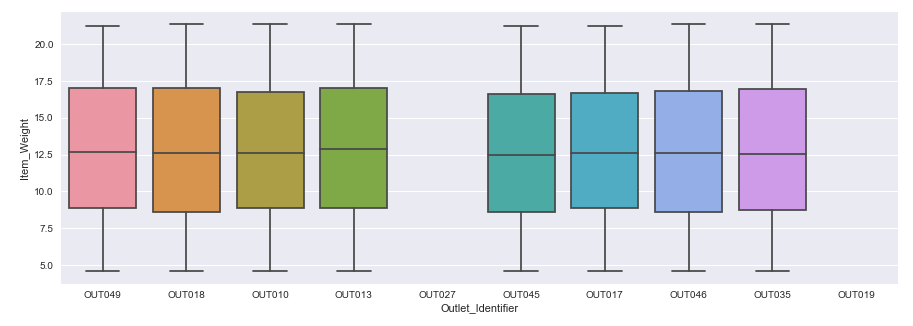 20.0
17.5
15.0
12.5
10.0
7.5
5.0
Item_Weight
OUT049 OUT018 OUT010 OUT013 OUT027 OUT045 OUT017 OUT046 OUT035 OUT019
Outlet_Identifier